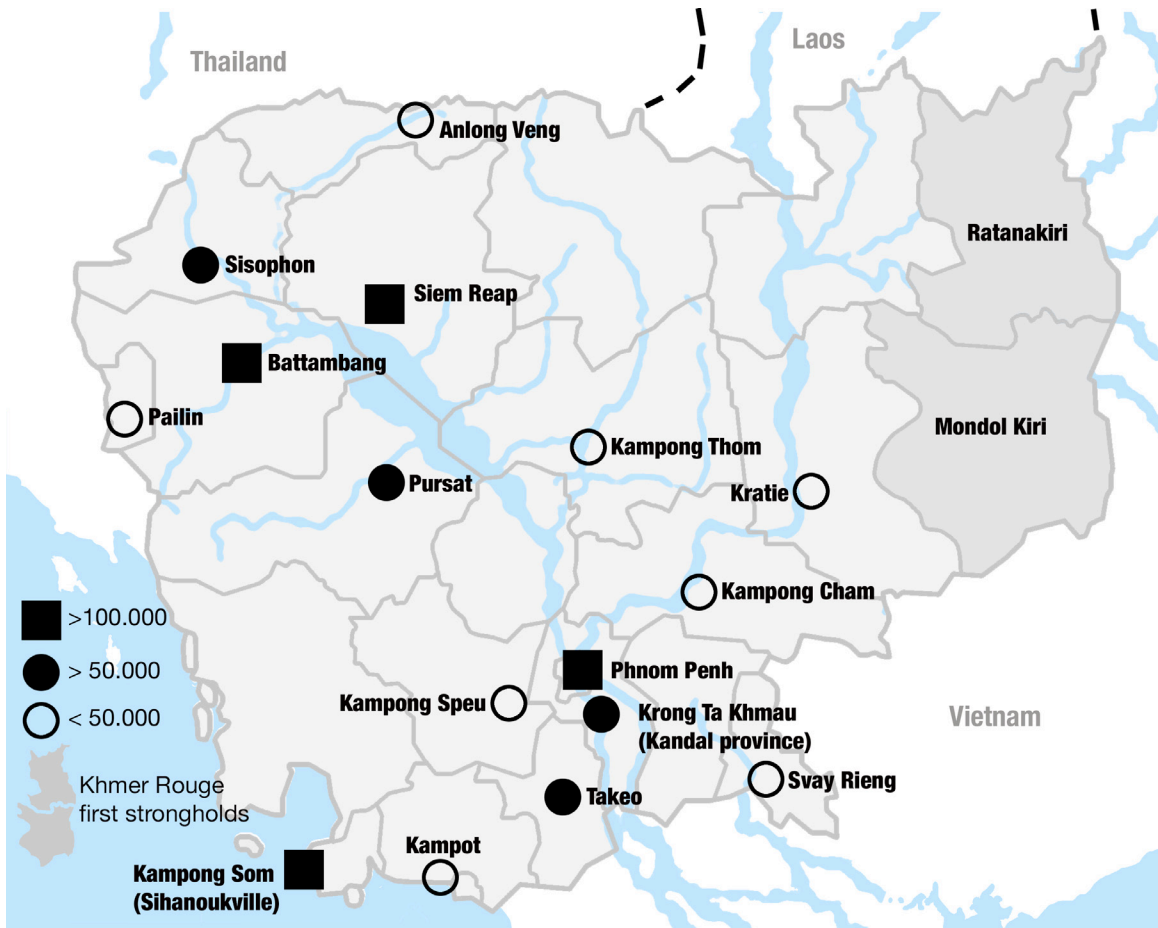 Thailand
Laos
Anlong Veng
Ratanakiri
Sisophon
Siem Reap
Battambang
Pailin
Kampong Thom
Mondol Kiri
Pursat
Kratie
Kampong Cham
>100.000
> 50.000
< 50.000
Khmer Rouge
first strongholds
Phnom Penh
Kampong Speu
Krong Ta Khmau
(Kandal province)
Vietnam
Svay Rieng
Takeo
Kampot
Kampong Som
(Sihanoukville)